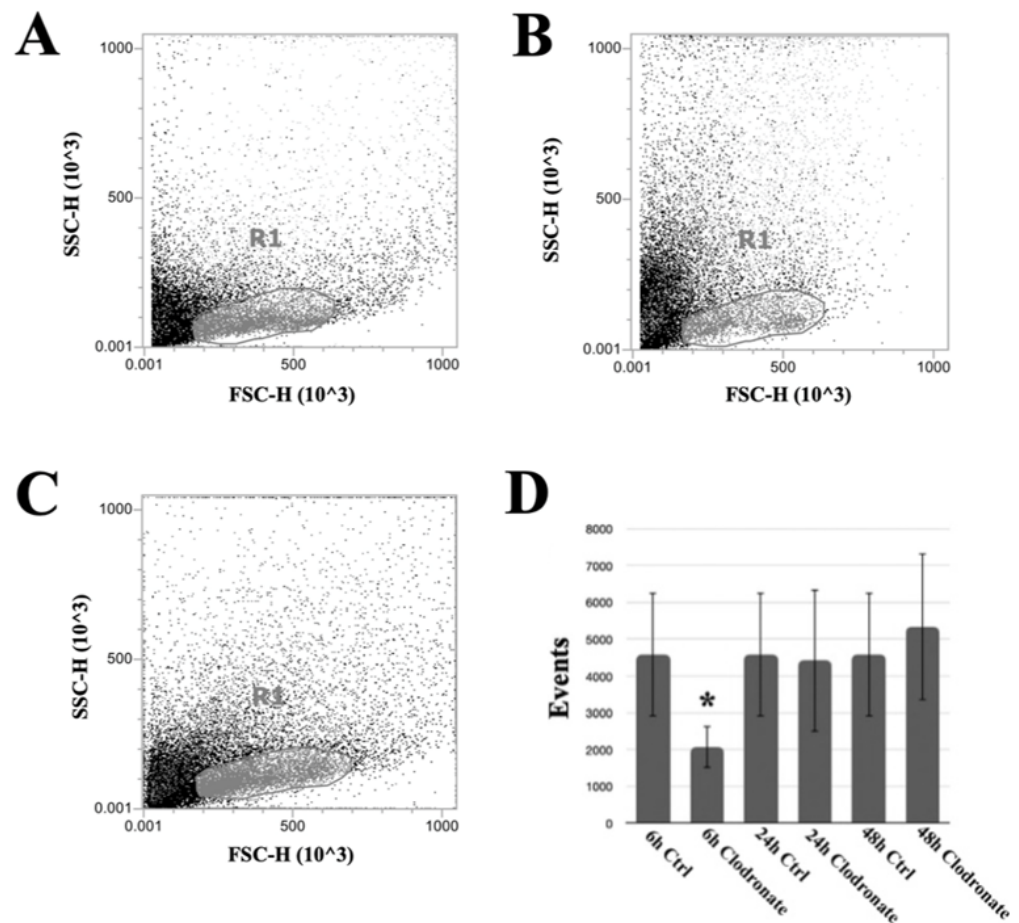 A
1000
500
0.001
SSC-H (10^3)
R1
0.001 500 1000
FSC-H (10^3)
B
1000
500
0.001
SSC-H (10^3)
R1
0.001 500 1000
FSC-H (10^3)
C
1000
500
0.001
SSC-H (10^3)
R1
0.001 500 1000
FSC-H (10^3)
D
8000
7000
6000
5000
4000
3000
2000
1000
0
Events
*
6h Ctrl
6h Clodronate
24h Ctrl
24h Clodronate
48h Ctrl
48h Clodronate